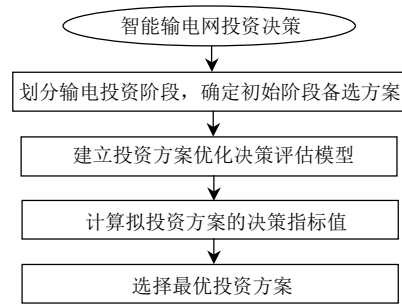 智能输电网投资决策
划分输电投资阶段，确定初始阶段备选方案
建立投资方案优化决策评估模型
计算拟投资方案的决策指标值
选择最优投资方案